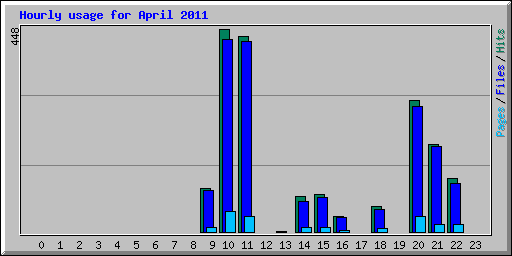 Hourly usage for April 2011
448
Pages/Files/Hits
0 1 2 3 4 5 6 7 8 9 10 11 12 13 14 15 16 17 18 19 20 21 22 23